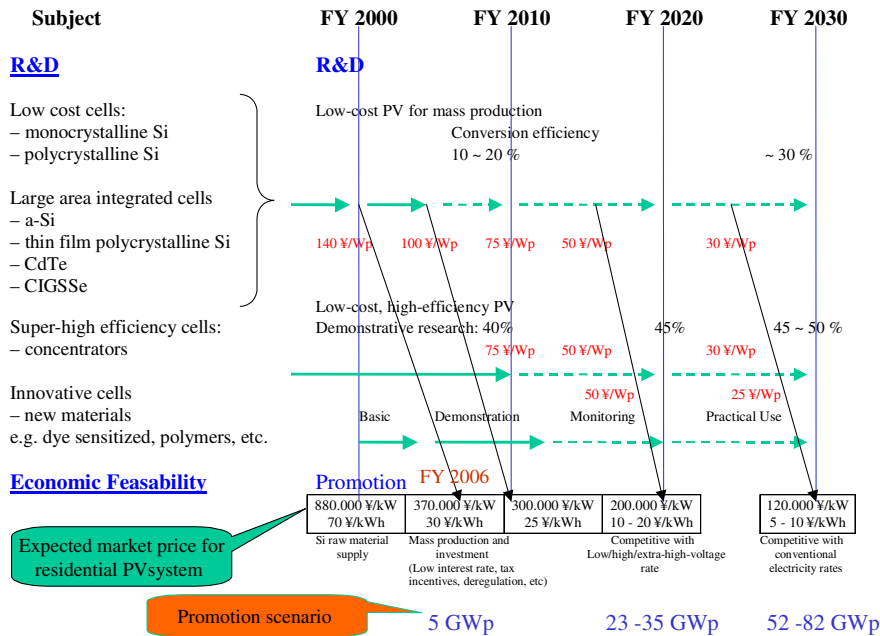 Subject FY 2000 FY 2010 FY 2020 FY 2030
R&D R&D
Low cost cells: Low-cost PV for mass production
– monocrystalline Si Conversion efficiency
– polycrystalline Si 10 ~ 20 % ~ 30 %
Large area integrated cells
– a-Si
– thin film polycrystalline Si 140 ¥/Wp 100 ¥/Wp 75 ¥/Wp 50 ¥/Wp 30 ¥/Wp
– CdTe
– CIGSSe
Low-cost, high-efficiency PV
Super-high efficiency cells: Demonstrative research: 40% 45% 45 ~ 50 %
– concentrators 75 ¥/Wp 50 ¥/Wp 30 ¥/Wp
Innovative cells 50 ¥/Wp 25 ¥/Wp
– new materials Basic Demonstration Monitoring Practical Use
e.g. dye sensitized, polymers, etc.
Economic Feasability Promotion FY 2006
880.000 ¥/kW 370.000 ¥/kW 300.000 ¥/kW 200.000 ¥/kW 120.000 ¥/kW
70 ¥/kWh 30 ¥/kWh 25 ¥/kWh 10 - 20 ¥/kWh 5 - 10 ¥/kWh
Expected market price for
residential PVsystem
Si raw material
supply
Mass production and
investment
(Low interest rate, tax
incentives, deregulation, etc)
Competitive with
Low/high/extra-high-voltage
rate
Competitive with
conventional
electricity rates
Promotion scenario 5 GWp 23 -35 GWp 52 -82 GWp